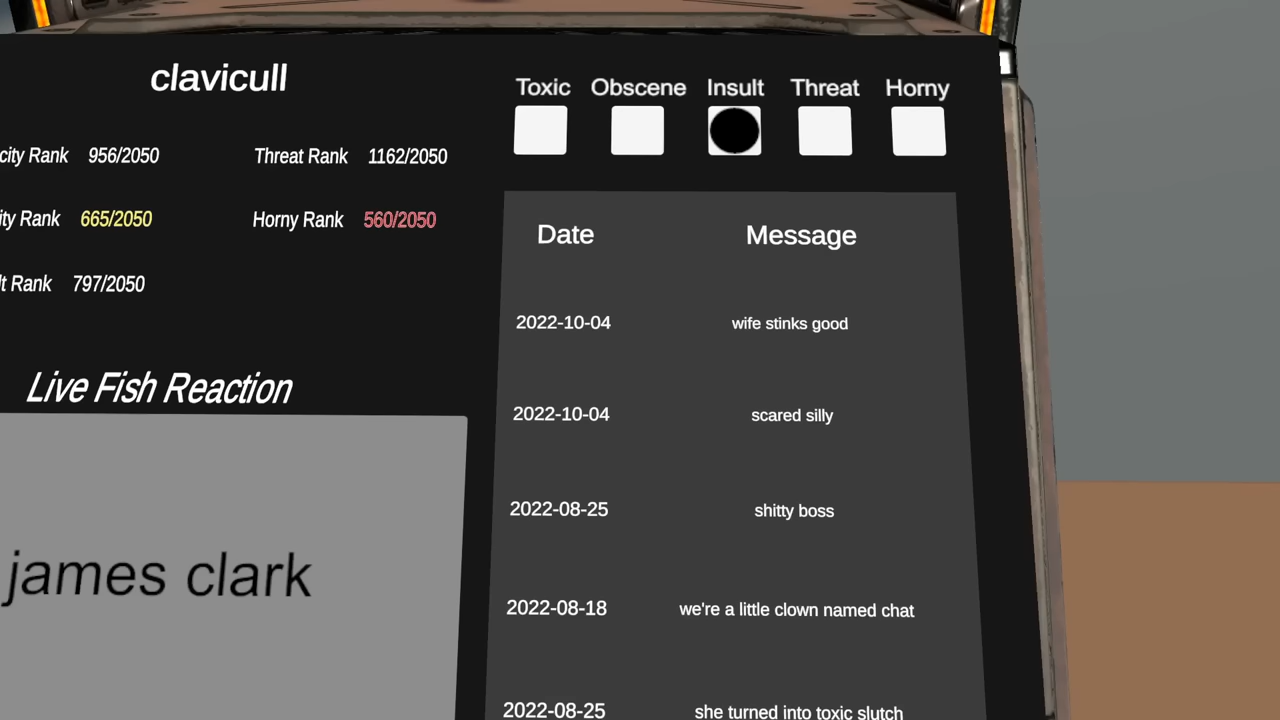 clavicull
city Rank 956/2050 Threat Rank 1162/2050
ity Rank 665/2050 Horny Rank 560/2050
lt Rank 797/2050
Live Fish Reaction
james clark
Toxic Obscene Insult Threat Horny
Date Message
2022-10-04 wife stinks good
2022-10-04 scared silly
2022-08-25 shitty boss
2022-08-18 we're a little clown named chat
2022-08-25 she turned into toxic slutch